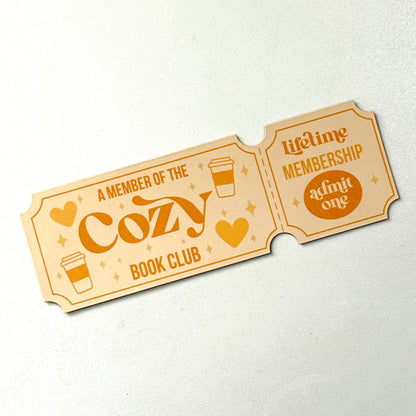 A MEMBER OF THE
Cozy
BOOK CLUB
Lifetime
MEMBERSHIP
admit
one